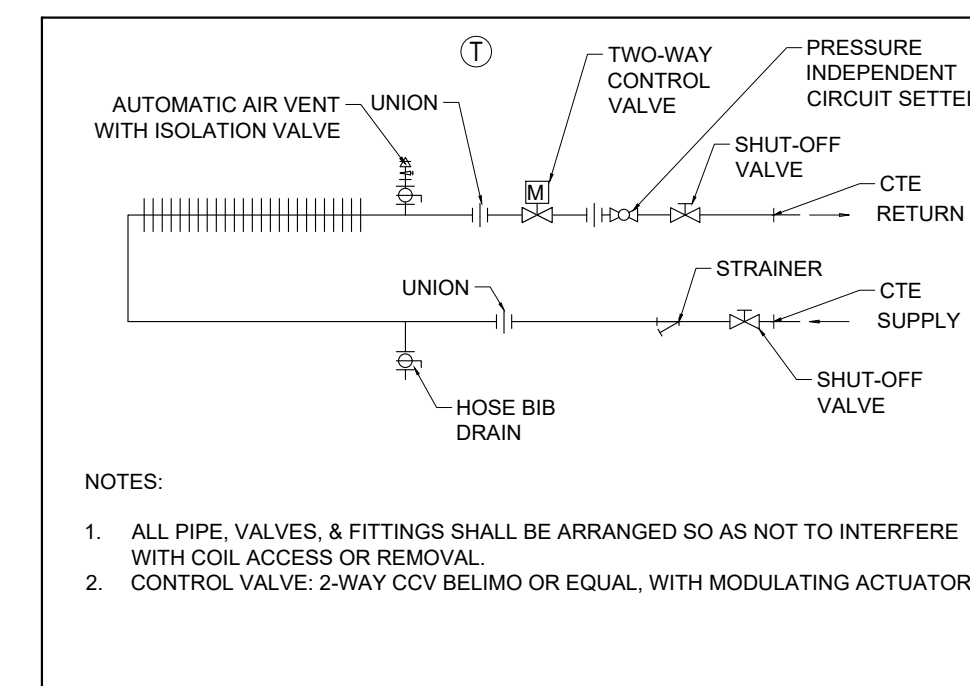 T
TWO-WAY
CONTROL
VALVE
PRESSURE
INDEPENDENT
CIRCUIT SETTER
AUTOMATIC AIR VENT
WITH ISOLATION VALVE
UNION
SHUT-OFF
VALVE
M
CTE
RETURN
UNION
STRAINER
CTE
SUPPLY
SHUT-OFF
VALVE
HOSE BIB
DRAIN
NOTES:
1. ALL PIPE, VALVES, & FITTINGS SHALL BE ARRANGED SO AS NOT TO INTERFERE
WITH COIL ACCESS OR REMOVAL.
2. CONTROL VALVE: 2-WAY CCV BELIMO OR EQUAL, WITH MODULATING ACTUATOR